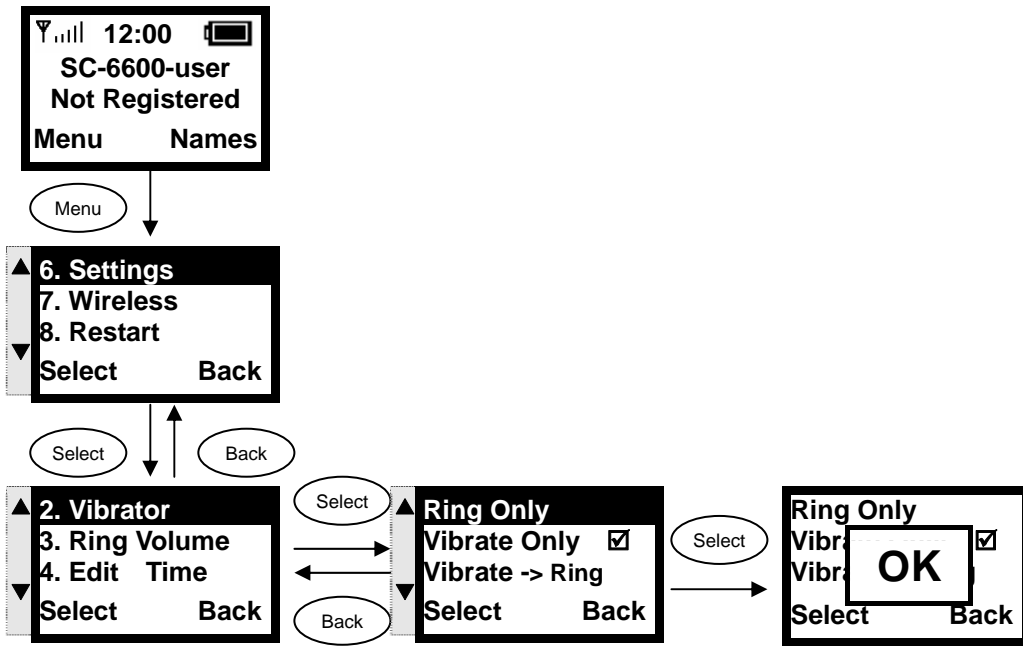 12:00
SC-6600-user
Not Registered
Menu Names
Menu
6. Settings
7. Wireless
8. Restart
Select Back
Select
Back
2. Vibrator
3. Ring Volume
4. Edit Time
Select Back
Select
Back
Ring Only
Vibrate Only
Vibrate -> Ring
Select Back
Select
Ring Only
Vibr
OK
Vibr
Select Back